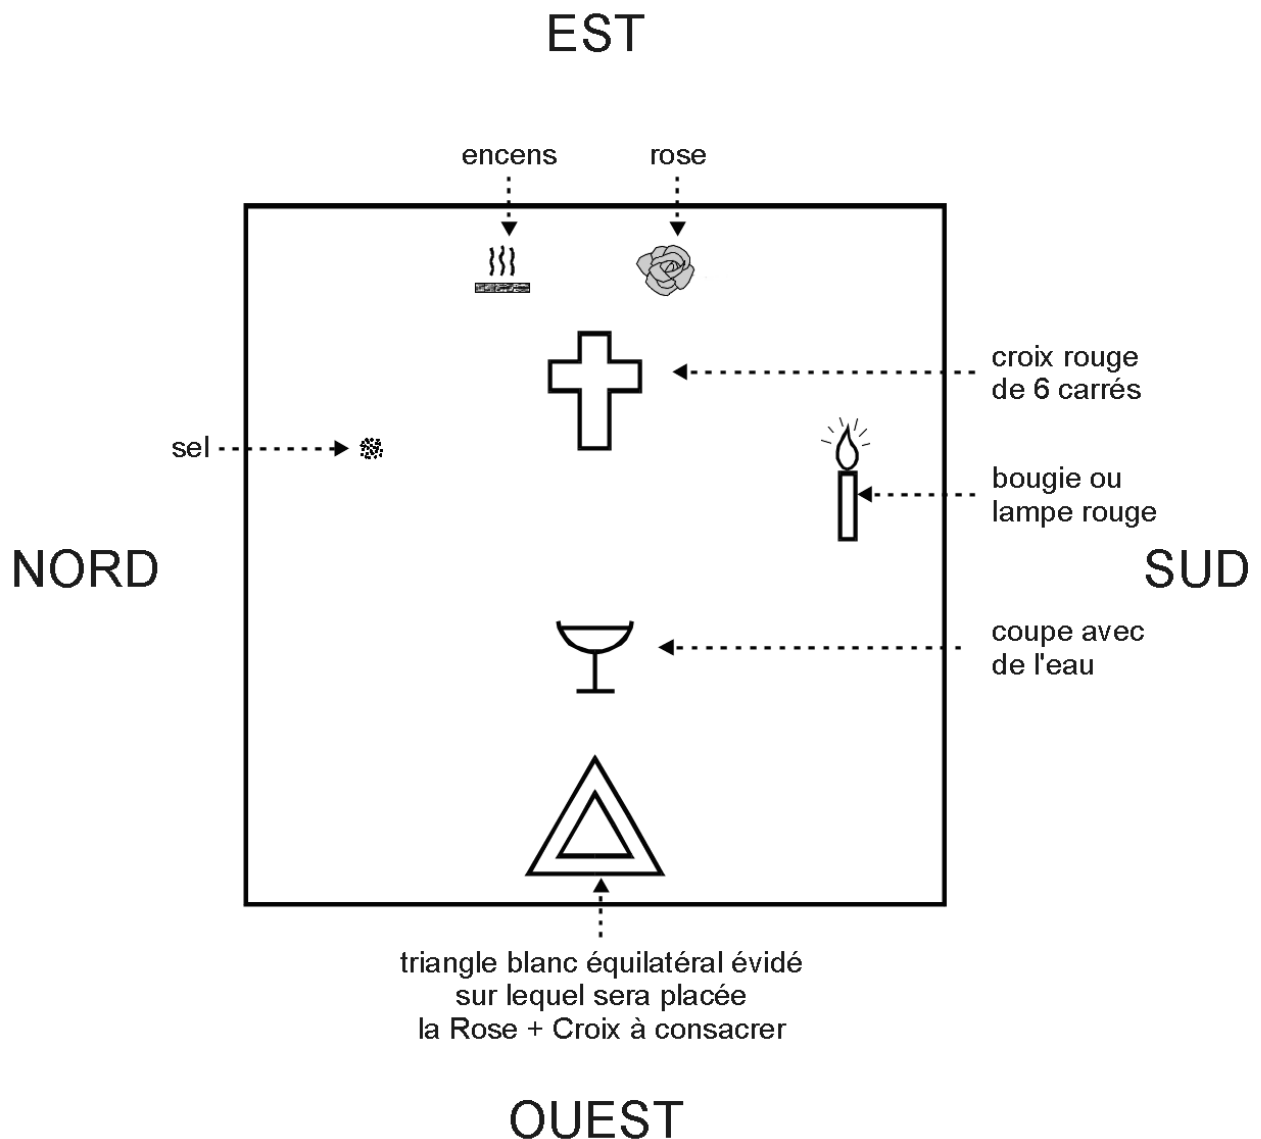 EST
encens
rose
croix rouge
de 6 carrés
sel
bougie ou
lampe rouge
NORD
SUD
coupe avec
de l'eau
triangle blanc équilatéral évidé
sur lequel sera placée
la Rose + Croix à consacrer
OUEST